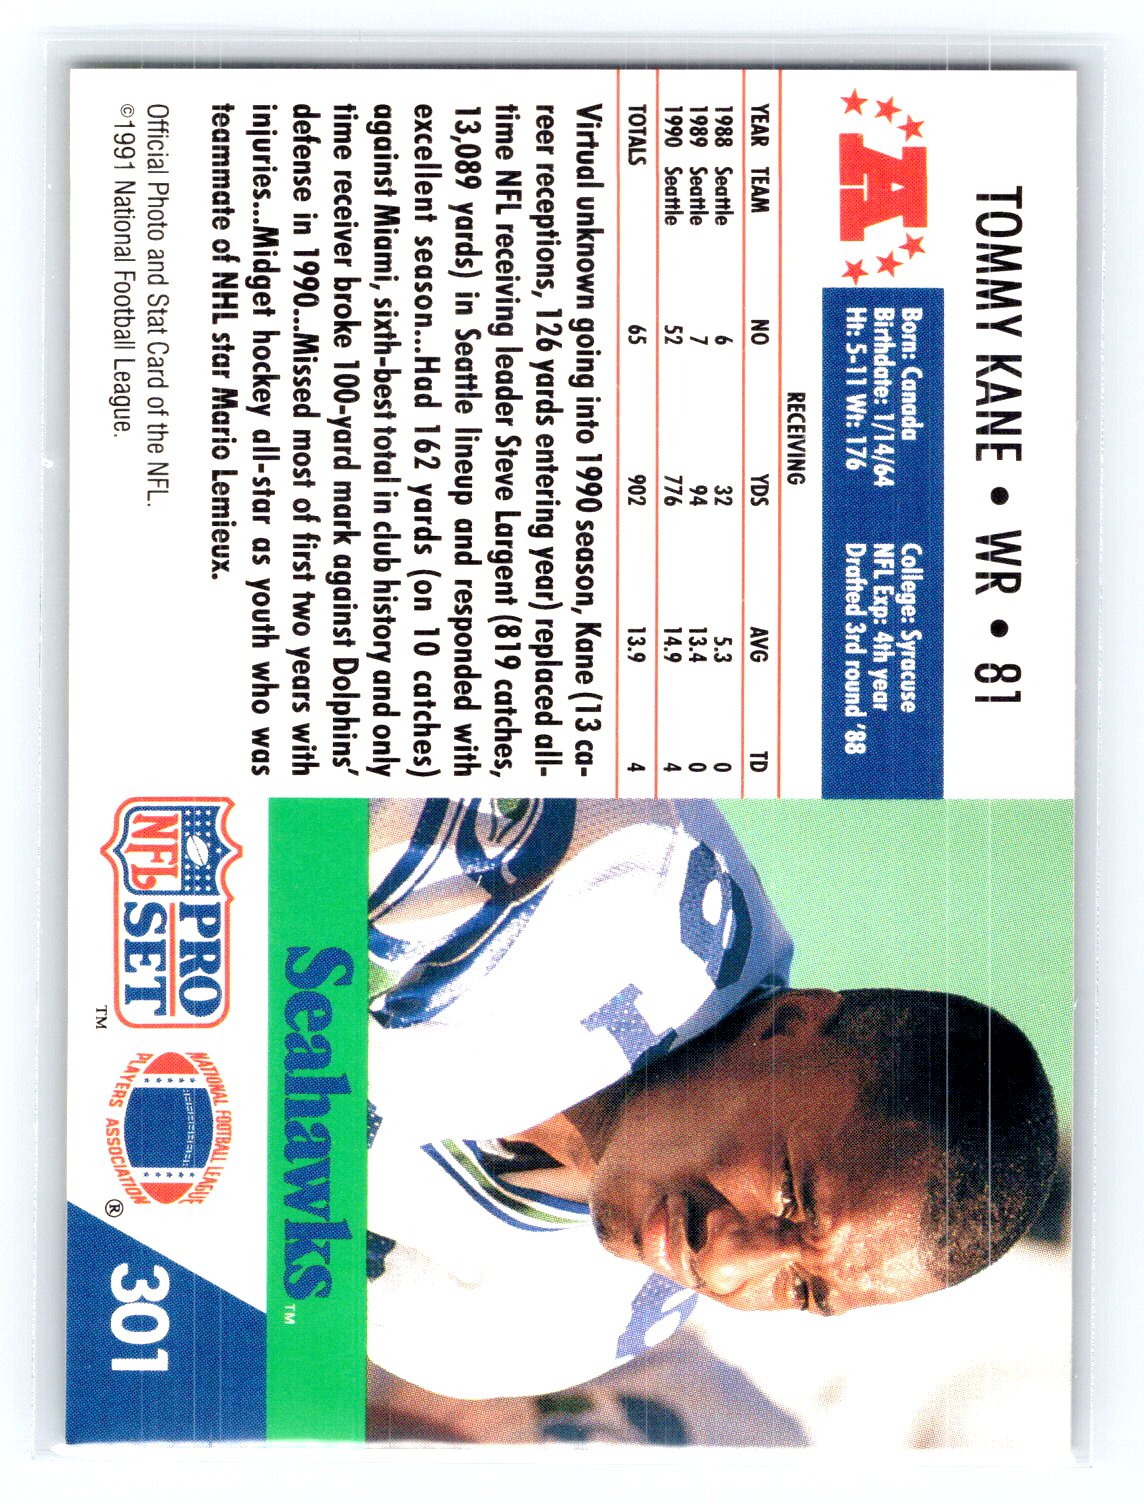 TOMMY KANE • WR • 81
A
Born: Canada College: Syracuse
Birthdate: 1/14/64 NFL Exp: 4th year
Ht: 5-11 Wt: 176 Drafted 3rd round '88
RECEIVING
YEAR TEAM NO YDS AVG TD
1988 Seattle 6 32 5.3 0
1989 Seattle 7 94 13.4 0
1990 Seattle 52 776 14.9 4
TOTALS 65 902 13.9 4
Virtual unknown going into 1990 season, Kane (13 ca-
reer receptions, 126 yards entering year) replaced all-
time NFL receiving leader Steve Largent (819 catches,
13,089 yards) in Seattle lineup and responded with
excellent season...Had 162 yards (on 10 catches)
against Miami, sixth-best total in club history and only
time receiver broke 100-yard mark against Dolphins'
defense in 1990...Missed most of first two years with
injuries...Midget hockey all-star as youth who was
teammate of NHL star Mario Lemieux.
Official Photo and Stat Card of the NFL.
©1991 National Football League.
Seahawks™
NFL PRO SET ™
NATIONAL FOOTBALL LEAGUE
PLAYERS ASSOCIATION ®
301